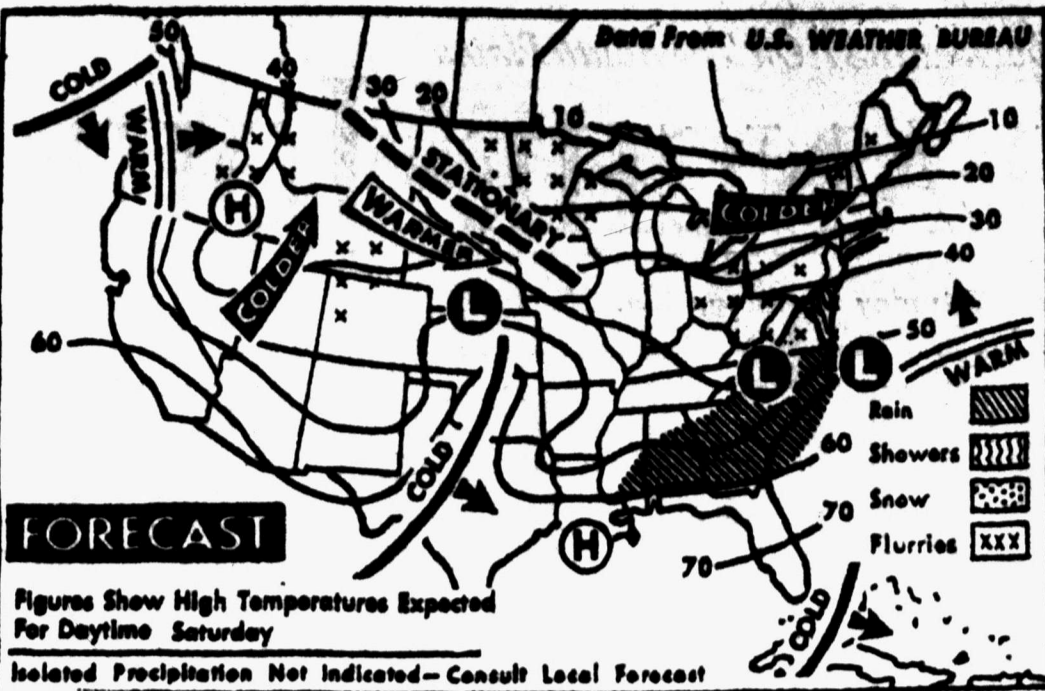 Data From U.S. WEATHER BUREAU
50
COLD
WARM
40
30
20
10
10
STATIONARY
WARMER
COLDER
20
30
40
H
COLDER
L
60
L
L
50
WARM
Rain
Showers
Snow
Flurries
XXX
60
COLD
70
70
H
COLD
FORECAST
Figures Show High Temperatures Expected
For Daytime Saturday
Isolated Precipitation Not Indicated—Consult Local Forecast